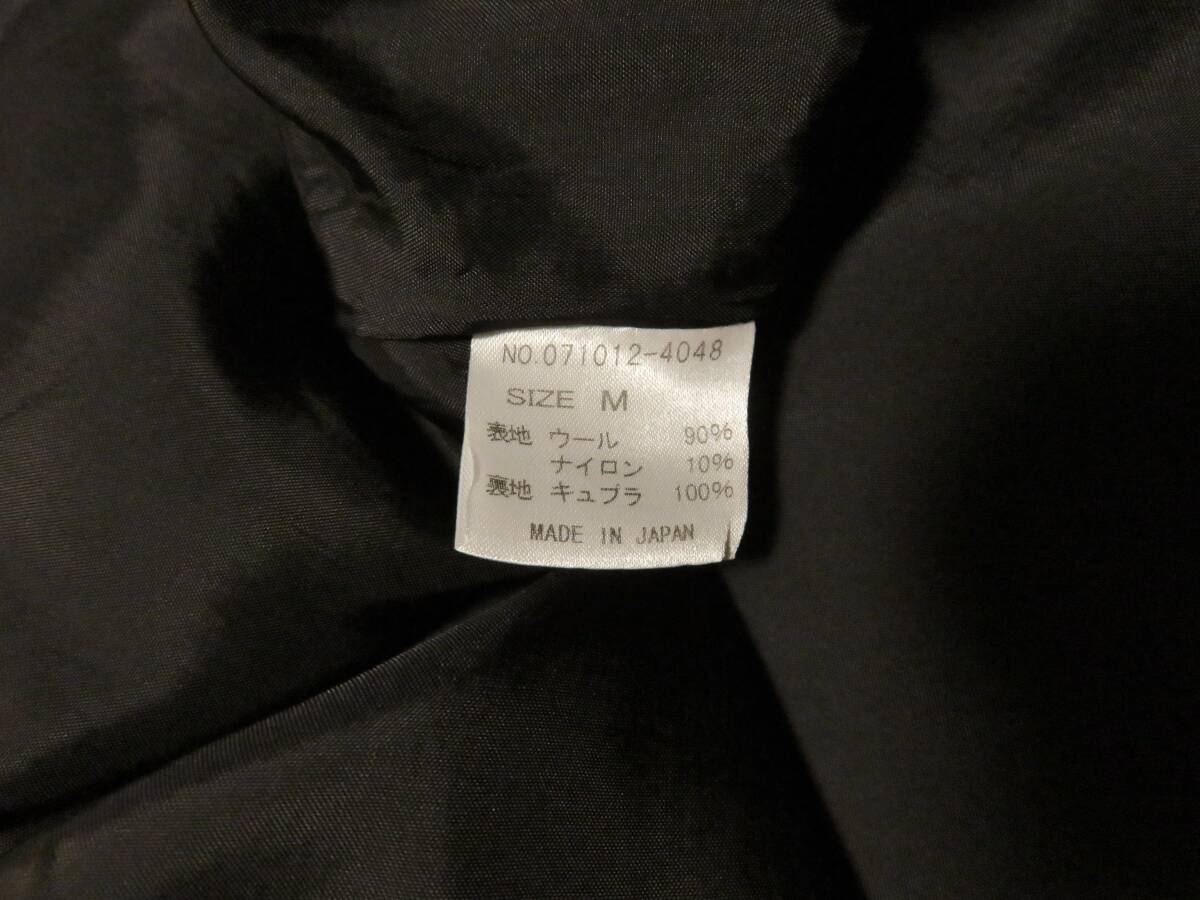 NO.071012-4048
SIZE M
表地 ウール 90%
ナイロン 10%
裏地 キュプラ 100%
MADE IN JAPAN